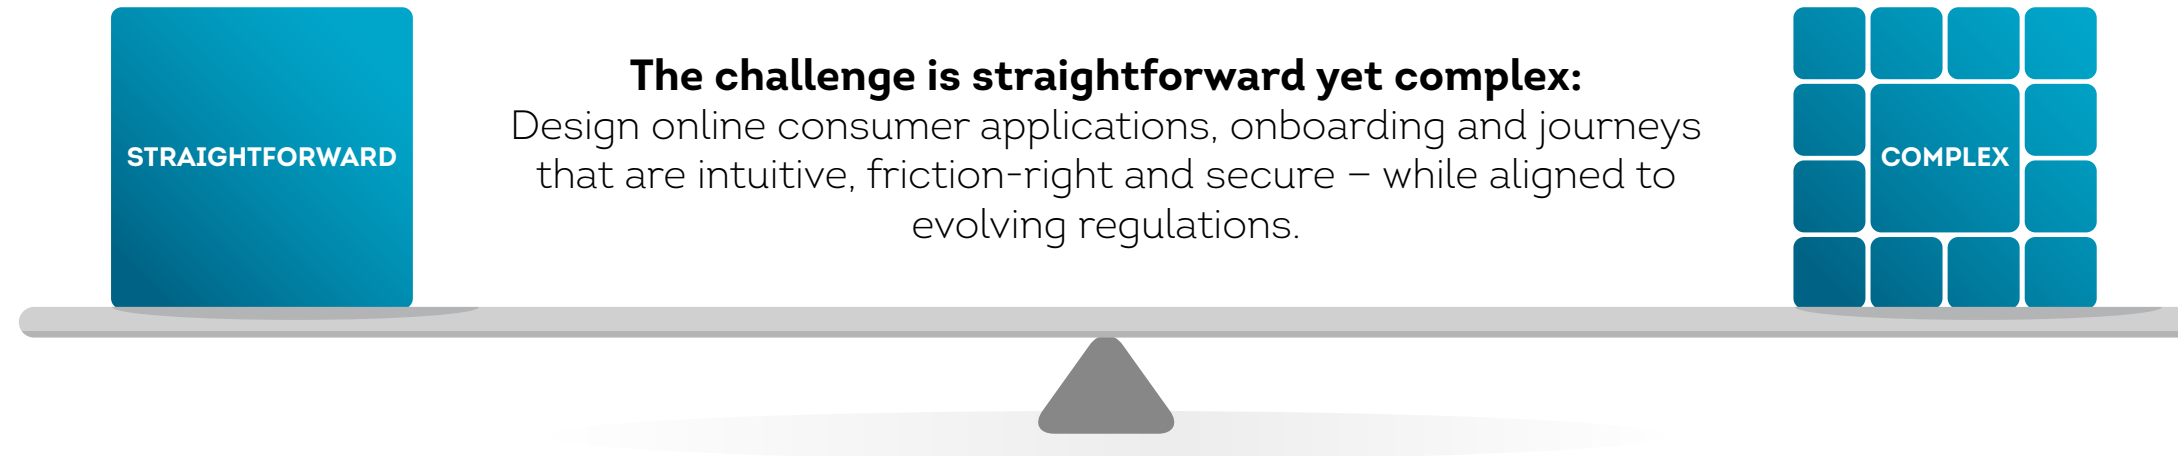 STRAIGHTFORWARD
The challenge is straightforward yet complex:
Design online consumer applications, onboarding and journeys
that are intuitive, friction-right and secure – while aligned to
evolving regulations.
COMPLEX